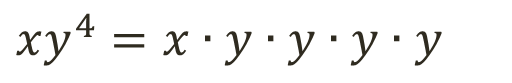 xy⁴ = x · y · y · y · y